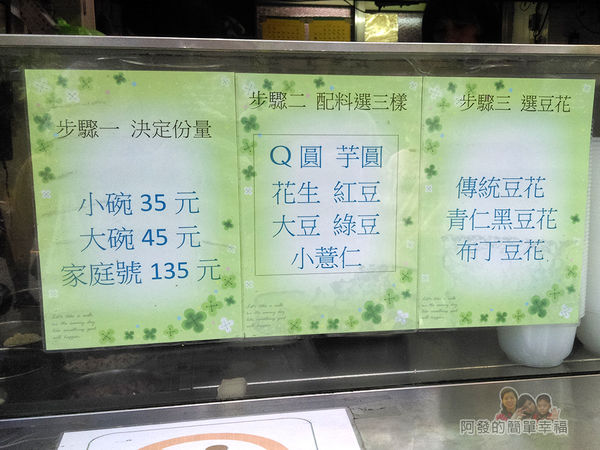 步驟一 決定份量
小碗 35 元
大碗 45 元
家庭號 135 元
步驟二 配料選三樣
Q圓 芋圓
花生 紅豆
大豆 綠豆
小薏仁
步驟三 選豆花
傳統豆花
青仁黑豆花
布丁豆花
阿發的簡單幸福